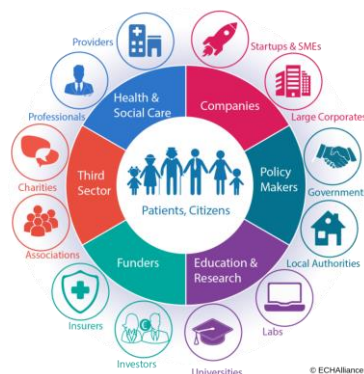 Providers
Startups & SMEs
Professionals
Health &
Social Care
Companies
Large Corporates
Charities
Third
Sector
Policy
Makers
Government
Patients, Citizens
Associations
Funders
Education &
Research
Local Authorities
Insurers
Labs
Investors
Universities
© ECHAlliance